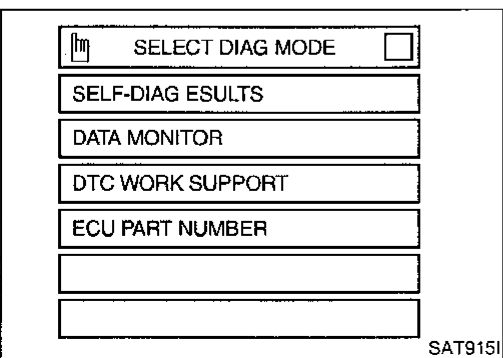 SELECT DIAG MODE
SELF-DIAG ESULTS
DATA MONITOR
DTC WORK SUPPORT
ECU PART NUMBER
SAT915I